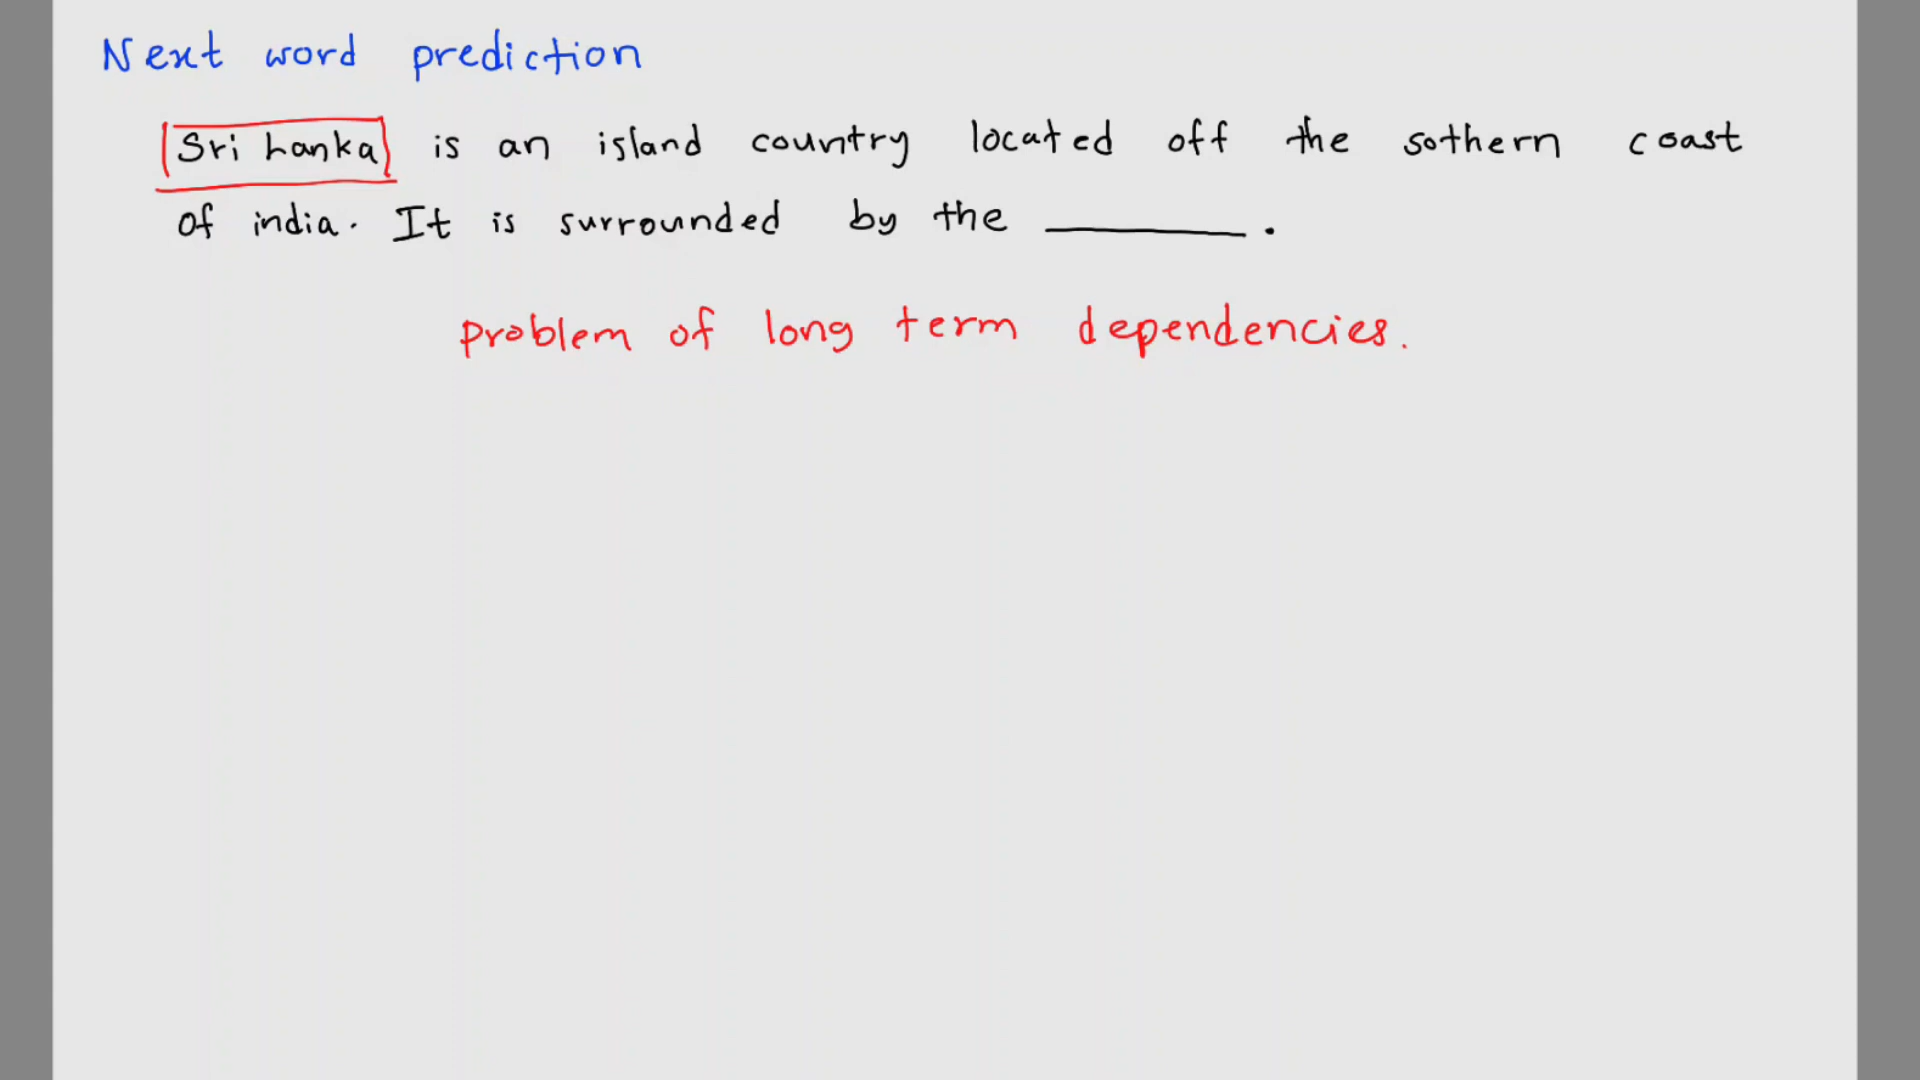 Next word prediction
Sri Lanka is an island country located off the sothern coast
of india. It is surrounded by the ________.
problem of long term dependencies.